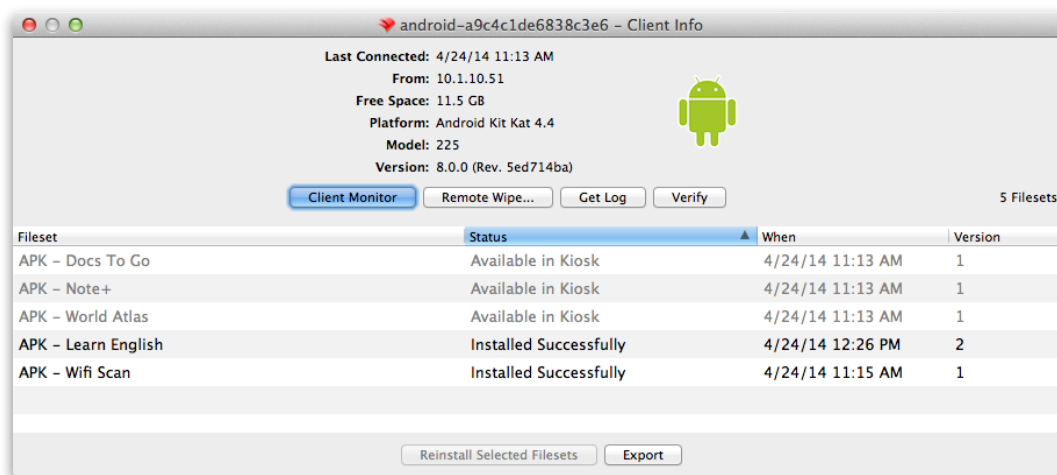 android-a9c4c1de6838c3e6 – Client Info
Last Connected: 4/24/14 11:13 AM
From: 10.1.10.51
Free Space: 11.5 GB
Platform: Android Kit Kat 4.4
Model: 225
Version: 8.0.0 (Rev. 5ed714ba)
Client Monitor Remote Wipe... Get Log Verify 5 Filesets
Fileset Status When Version
APK – Docs To Go Available in Kiosk 4/24/14 11:13 AM 1
APK – Note+ Available in Kiosk 4/24/14 11:13 AM 1
APK – World Atlas Available in Kiosk 4/24/14 11:13 AM 1
APK – Learn English Installed Successfully 4/24/14 12:26 PM 2
APK – Wifi Scan Installed Successfully 4/24/14 11:15 AM 1
Reinstall Selected Filesets Export